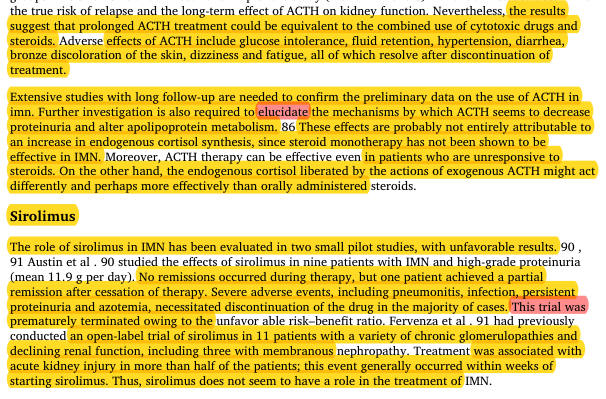 the true risk of relapse and the long-term effect of ACTH on kidney function. Nevertheless, the results
suggest that prolonged ACTH treatment could be equivalent to the combined use of cytotoxic drugs and
steroids. Adverse effects of ACTH include glucose intolerance, fluid retention, hypertension, diarrhea,
bronze discoloration of the skin, dizziness and fatigue, all of which resolve after discontinuation of
treatment.
Extensive studies with long follow-up are needed to confirm the preliminary data on the use of ACTH in
imn. Further investigation is also required to elucidate the mechanisms by which ACTH seems to decrease
proteinuria and alter apolipoprotein metabolism. 86 These effects are probably not entirely attributable to
an increase in endogenous cortisol synthesis, since steroid monotherapy has not been shown to be
effective in IMN. Moreover, ACTH therapy can be effective even in patients who are unresponsive to
steroids. On the other hand, the endogenous cortisol liberated by the actions of exogenous ACTH might act
differently and perhaps more effectively than orally administered steroids.
Sirolimus
The role of sirolimus in IMN has been evaluated in two small pilot studies, with unfavorable results. 90 ,
91 Austin et al . 90 studied the effects of sirolimus in nine patients with IMN and high-grade proteinuria
(mean 11.9 g per day). No remissions occurred during therapy, but one patient achieved a partial
remission after cessation of therapy. Severe adverse events, including pneumonitis, infection, persistent
proteinuria and azotemia, necessitated discontinuation of the drug in the majority of cases. This trial was
prematurely terminated owing to the unfavor able risk–benefit ratio. Fervenza et al . 91 had previously
conducted an open-label trial of sirolimus in 11 patients with a variety of chronic glomerulopathies and
declining renal function, including three with membranous nephropathy. Treatment was associated with
acute kidney injury in more than half of the patients; this event generally occurred within weeks of
starting sirolimus. Thus, sirolimus does not seem to have a role in the treatment of IMN.